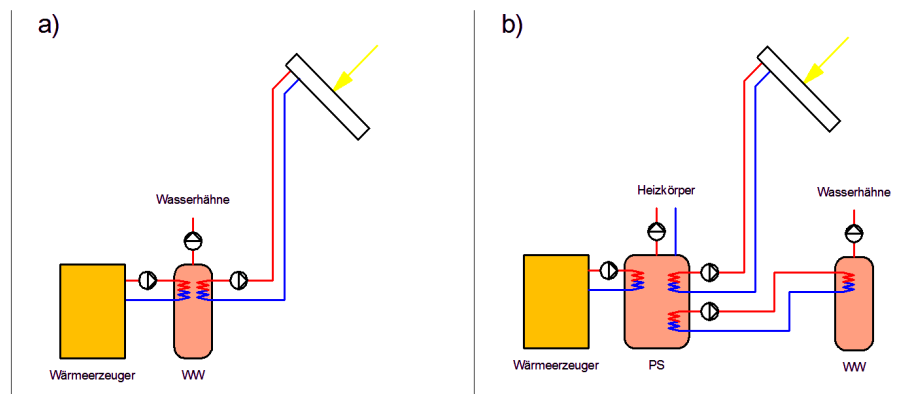 a)
Wasserhähne
Wärmeerzeuger
WW
b)
Heizkörper
Wasserhähne
Wärmeerzeuger
PS
WW